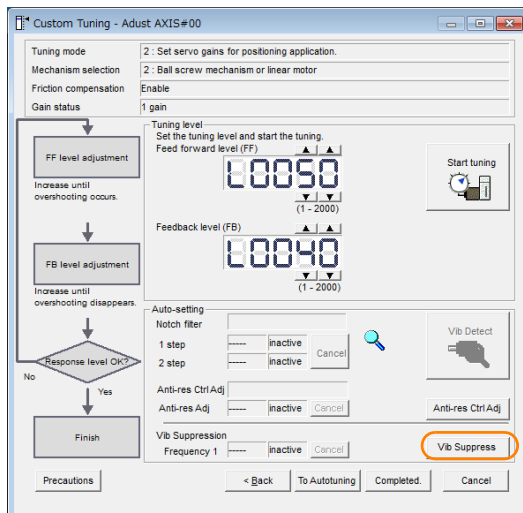 Custom Tuning - Adust AXIS#00
Tuning mode 2 : Set servo gains for positioning application.
Mechanism selection 2 : Ball screw mechanism or linear motor
Friction compensation Enable
Gain status 1 gain
FF level adjustment
Increase until
overshooting occurs.
FB level adjustment
Increase until
overshooting disappears.
Response level OK?
No
Yes
Finish
Tuning level
Set the tuning level and start the tuning.
Feed forward level (FF)
L0050
(1 - 2000)
Feedback level (FB)
L0040
(1 - 2000)
Start tuning
Auto-setting
Notch filter
1 step ----- inactive
2 step ----- inactive
Cancel
Vib Detect
Anti-res Ctrl Adj
Anti-res Adj ----- inactive Cancel
Anti-res Ctrl Adj
Vib Suppression
Frequency 1 ----- inactive Cancel
Vib Suppress
Precautions
< Back
To Autotuning
Completed.
Cancel